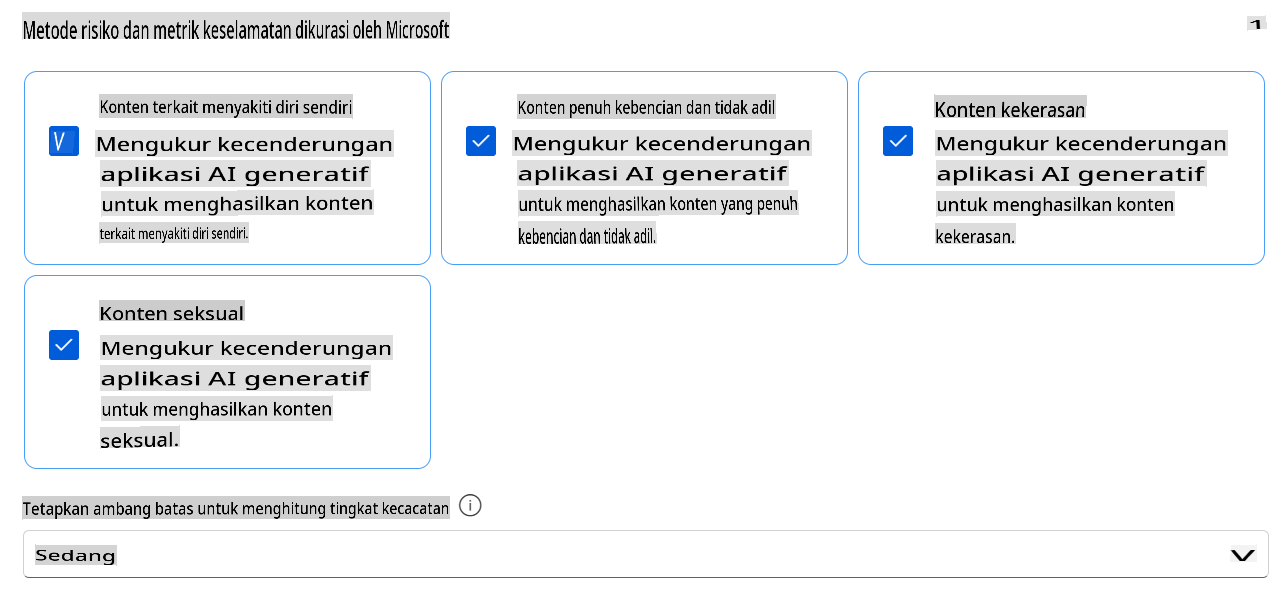 Metode risiko dan metrik keselamatan dikurasi oleh Microsoft
Konten terkait menyakiti diri sendiri
Mengukur kecenderungan
aplikasi AI generatif
untuk menghasilkan konten
terkait menyakiti diri sendiri.
Konten penuh kebencian dan tidak adil
Mengukur kecenderungan
aplikasi AI generatif
untuk menghasilkan konten yang penuh
kebencian dan tidak adil.
Konten kekerasan
Mengukur kecenderungan
aplikasi AI generatif
untuk menghasilkan konten
kekerasan.
Konten seksual
Mengukur kecenderungan
aplikasi AI generatif
untuk menghasilkan konten
seksual.
Tetapkan ambang batas untuk menghitung tingkat kecacatan
Sedang